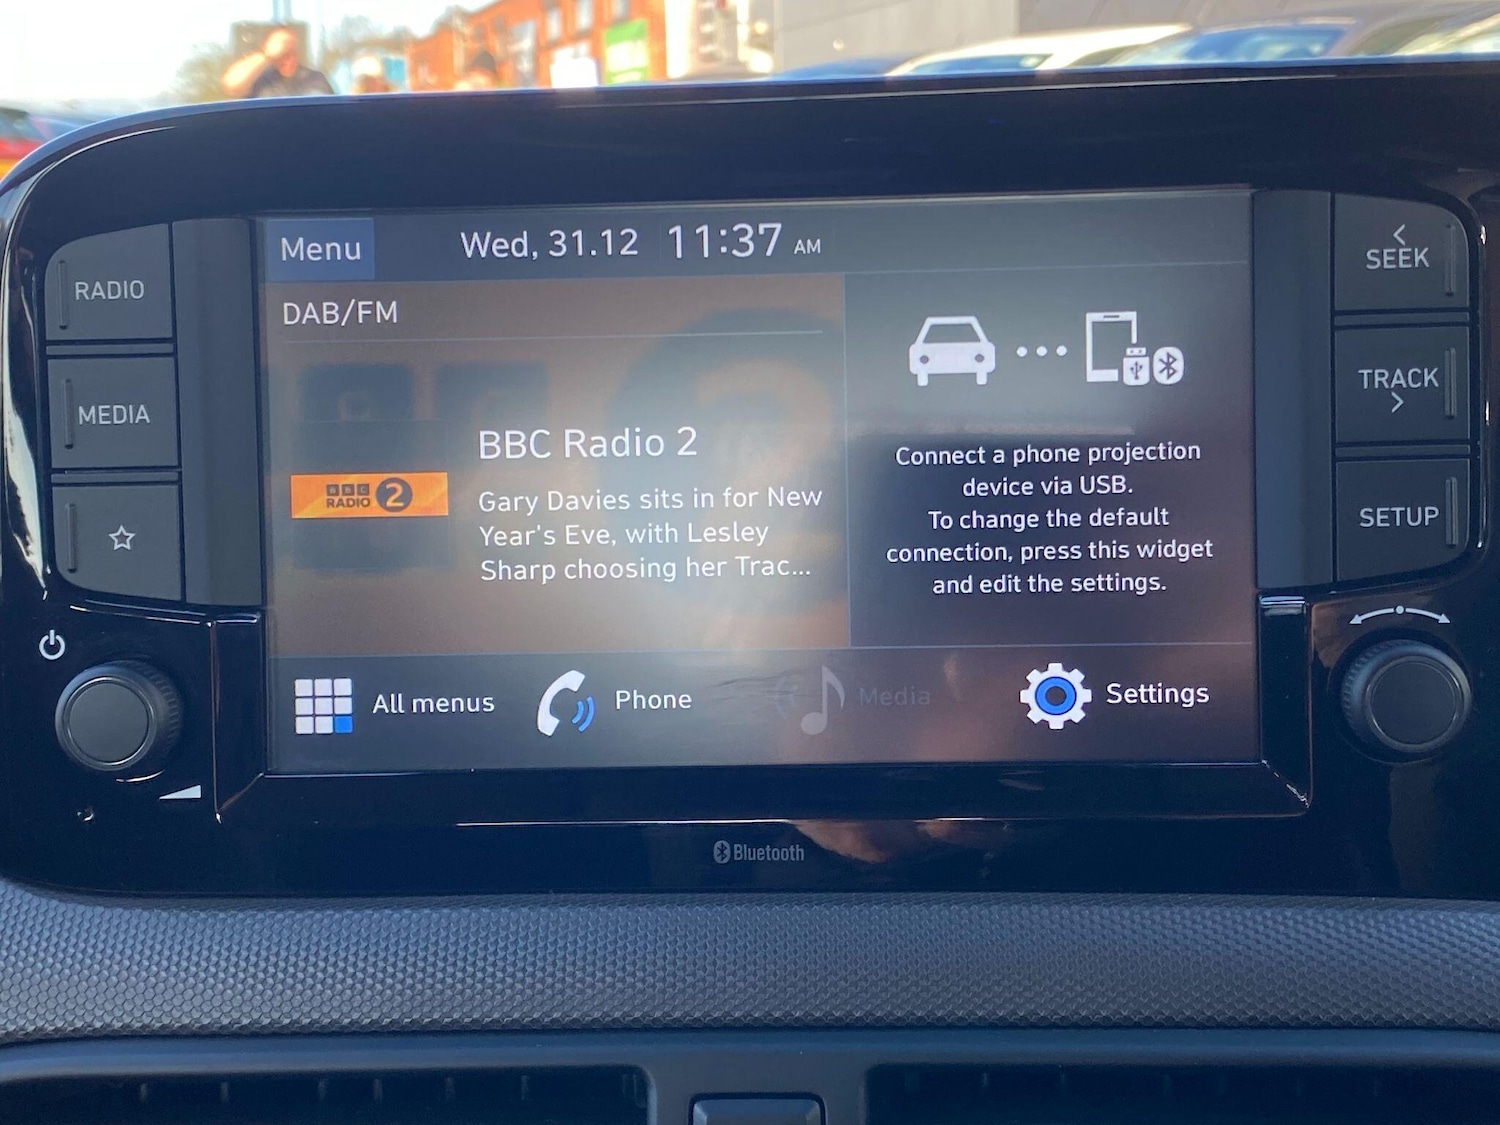 Menu
Wed, 31.12 11:37 AM
DAB/FM
BBC Radio 2
BBC
RADIO 2
Gary Davies sits in for New
Year's Eve, with Lesley
Sharp choosing her Trac...
Connect a phone projection
device via USB.
To change the default
connection, press this widget
and edit the settings.
All menus
Phone
Media
Settings
RADIO
MEDIA
< SEEK
TRACK >
SETUP
Bluetooth